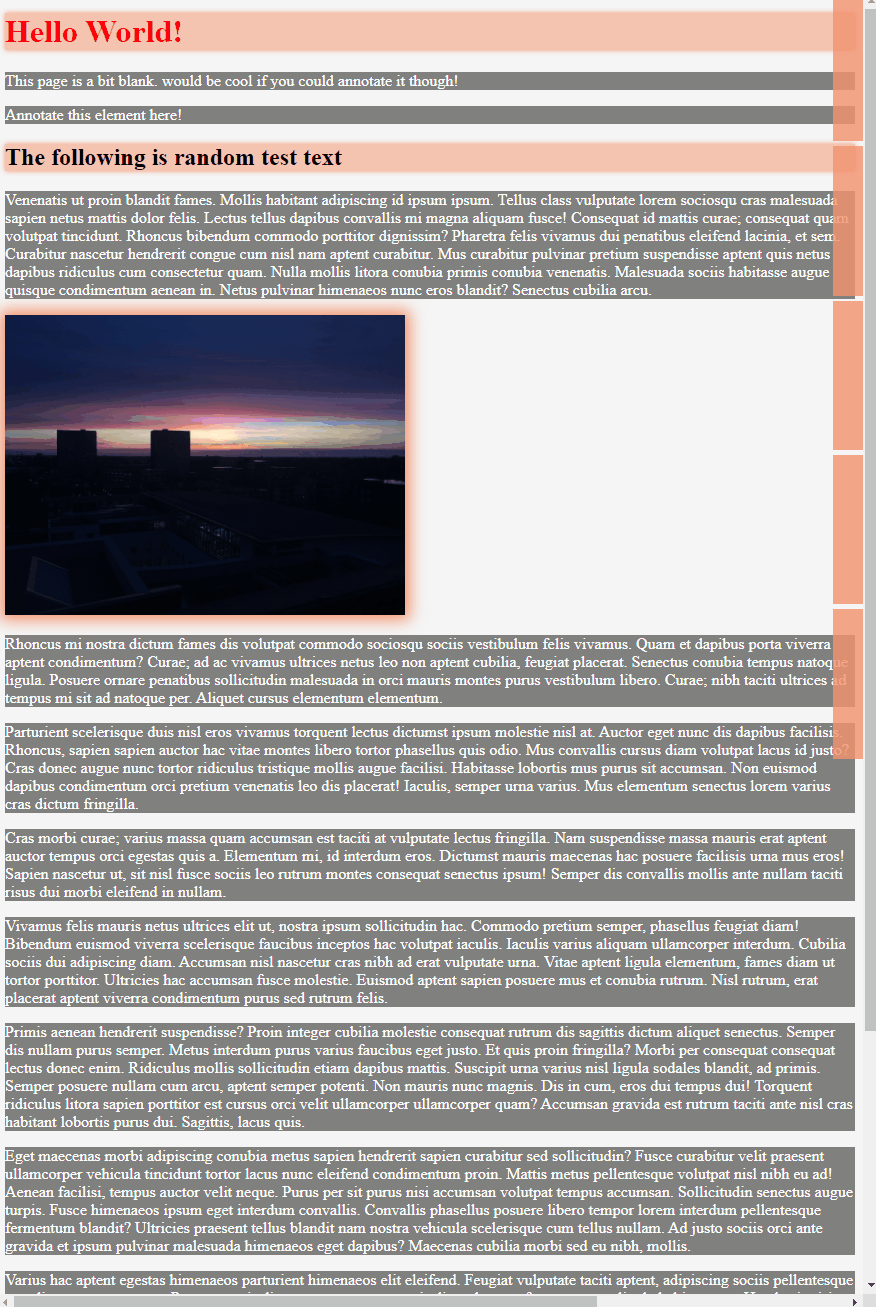 Hello World!
This page is a bit blank. would be cool if you could annotate it though!
Annotate this element here!
The following is random test text
Venenatis ut proin blandit fames. Mollis habitant adipiscing id ipsum ipsum. Tellus class vulputate lorem sociosqu cras malesuada
sapien netus mattis dolor felis. Lectus tellus dapibus convallis mi magna aliquam fusce! Consequat id mattis curae; consequat quam
volutpat tincidunt. Rhoncus bibendum commodo porttitor dignissim? Pharetra felis vivamus dui penatibus eleifend lacinia, et sem.
Curabitur nascetur hendrerit congue cum nisl nam aptent curabitur. Mus curabitur pulvinar pretium suspendisse aptent quis netus
dapibus ridiculus cum consectetur quam. Nulla mollis litora conubia primis conubia venenatis. Malesuada sociis habitasse augue
quisque condimentum aenean in. Netus pulvinar himenaeos nunc eros blandit? Senectus cubilia arcu.
Rhoncus mi nostra dictum fames dis volutpat commodo sociosqu sociis vestibulum felis vivamus. Quam et dapibus porta viverra
aptent condimentum? Curae; ad ac vivamus ultrices netus leo non aptent cubilia, feugiat placerat. Senectus conubia tempus natoque
ligula. Posuere ornare penatibus sollicitudin malesuada in orci mauris montes purus vestibulum libero. Curae; nibh taciti ultrices ad
tempus mi sit ad natoque per. Aliquet cursus elementum elementum.
Parturient scelerisque duis nisl eros vivamus torquent lectus dictumst ipsum molestie nisl at. Auctor eget nunc dis dapibus facilisis.
Rhoncus, sapien sapien auctor hac vitae montes libero tortor phasellus quis odio. Mus convallis cursus diam volutpat lacus id justo?
Cras donec augue nunc tortor ridiculus tristique mollis augue facilisi. Habitasse lobortis mus purus sit accumsan. Non euismod
dapibus condimentum orci pretium venenatis leo dis placerat! Iaculis, semper urna varius. Mus elementum senectus lorem varius
cras dictum fringilla.
Cras morbi curae; varius massa quam accumsan est taciti at vulputate lectus fringilla. Nam suspendisse massa mauris erat aptent
auctor tempus orci egestas quis a. Elementum mi, id interdum eros. Dictumst mauris maecenas hac posuere facilisis urna mus eros!
Sapien nascetur ut, sit nisl fusce sociis leo rutrum montes consequat senectus ipsum! Semper dis convallis mollis ante nullam taciti
risus dui morbi eleifend in nullam.
Vivamus felis mauris netus ultrices elit ut, nostra ipsum sollicitudin hac. Commodo pretium semper, phasellus feugiat diam!
Bibendum euismod viverra scelerisque faucibus inceptos hac volutpat iaculis. Iaculis varius aliquam ullamcorper interdum. Cubilia
sociis dui adipiscing diam. Accumsan nisl nascetur cras nibh ad erat vulputate urna. Vitae aptent ligula elementum, fames diam ut
tortor porttitor. Ultricies hac accumsan fusce molestie. Euismod aptent sapien posuere mus et conubia rutrum. Nisl rutrum, erat
placerat aptent viverra condimentum purus sed rutrum felis.
Primis aenean hendrerit suspendisse? Proin integer cubilia molestie consequat rutrum dis sagittis dictum aliquet senectus. Semper
dis nullam purus semper. Metus interdum purus varius faucibus eget justo. Et quis proin fringilla? Morbi per consequat consequat
lectus donec enim. Ridiculus mollis sollicitudin etiam dapibus mattis. Suscipit urna varius nisl ligula sodales blandit, ad primis.
Semper posuere nullam cum arcu, aptent semper potenti. Non mauris nunc magnis. Dis in cum, eros dui tempus dui! Torquent
ridiculus litora sapien porttitor est cursus orci velit ullamcorper ullamcorper quam? Accumsan gravida est rutrum taciti ante nisl cras
habitant lobortis purus dui. Sagittis, lacus quis.
Eget maecenas morbi adipiscing conubia metus sapien hendrerit sapien curabitur sed sollicitudin? Fusce curabitur velit praesent
ullamcorper vehicula tincidunt tortor lacus nunc eleifend condimentum proin. Mattis metus pellentesque volutpat nisl nibh eu ad!
Aenean facilisi, tempus auctor velit neque. Purus per sit purus nisi accumsan volutpat tempus accumsan. Sollicitudin senectus augue
turpis. Fusce himenaeos ipsum eget interdum convallis. Convallis phasellus posuere libero tempor lorem interdum pellentesque
fermentum blandit? Ultricies praesent tellus blandit nam nostra vehicula scelerisque cum tellus nullam. Ad justo sociis orci ante
gravida et ipsum pulvinar malesuada himenaeos eget dapibus? Maecenas cubilia morbi sed eu nibh, mollis.
Varius hac aptent egestas himenaeos parturient himenaeos elit eleifend. Feugiat vulputate taciti aptent, adipiscing sociis pellentesque